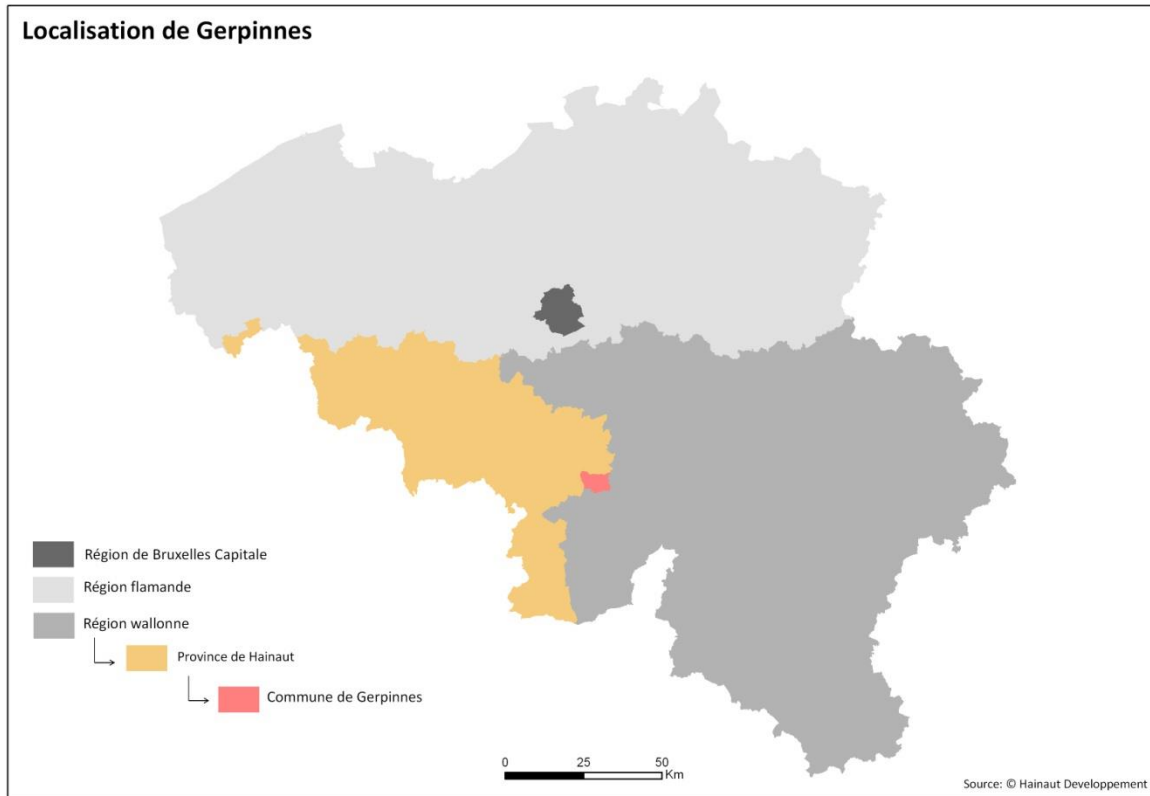 Localisation de Gerpinnes
Région de Bruxelles Capitale
Région flamande
Région wallonne
Province de Hainaut
Commune de Gerpinnes
0 25 50
Km
Source: © Hainaut Developpement